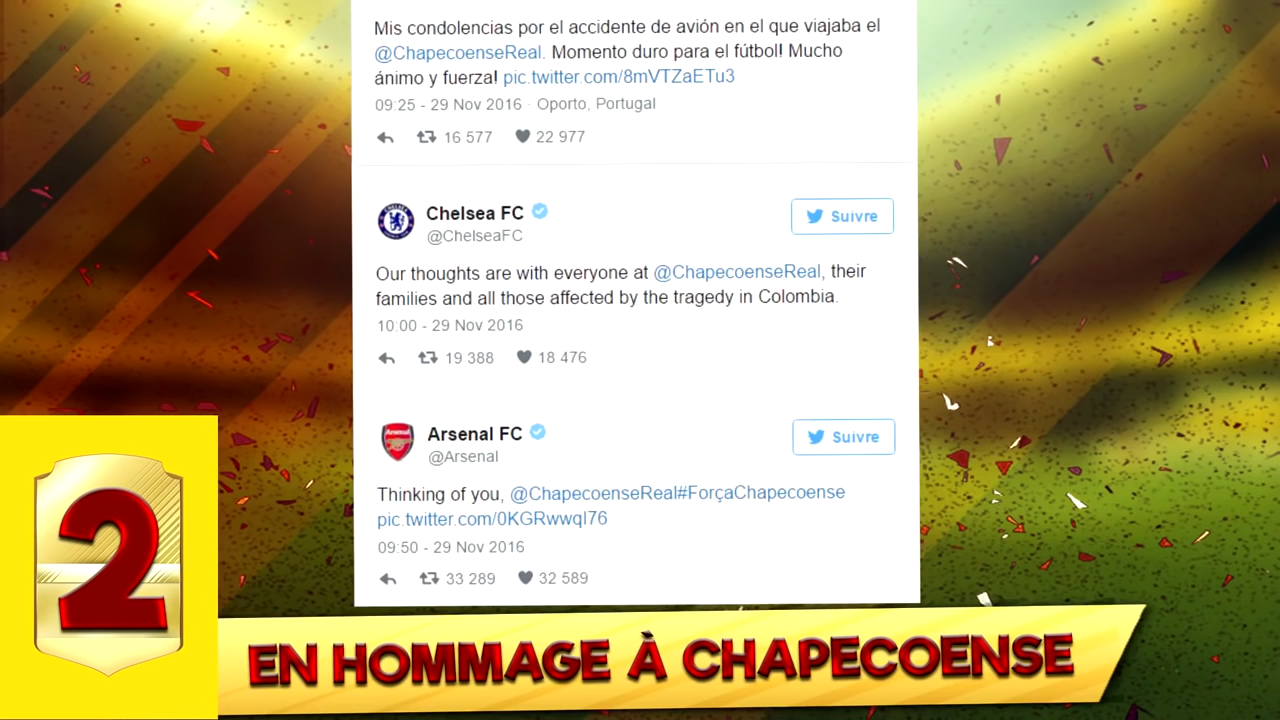 Mis condolencias por el accidente de avión en el que viajaba el
@ChapecoenseReal. Momento duro para el fútbol! Mucho
ánimo y fuerza! pic.twitter.com/8mVTZaETu3
09:25 - 29 Nov 2016 · Oporto, Portugal
16 577 22 977
Chelsea FC
Suivre
@ChelseaFC
Our thoughts are with everyone at @ChapecoenseReal, their
families and all those affected by the tragedy in Colombia.
10:00 - 29 Nov 2016
19 388 18 476
Arsenal FC
Suivre
@Arsenal
Thinking of you, @ChapecoenseReal#ForçaChapecoense
pic.twitter.com/0KGRwwqI76
09:50 - 29 Nov 2016
33 289 32 589
2
EN HOMMAGE À CHAPECOENSE